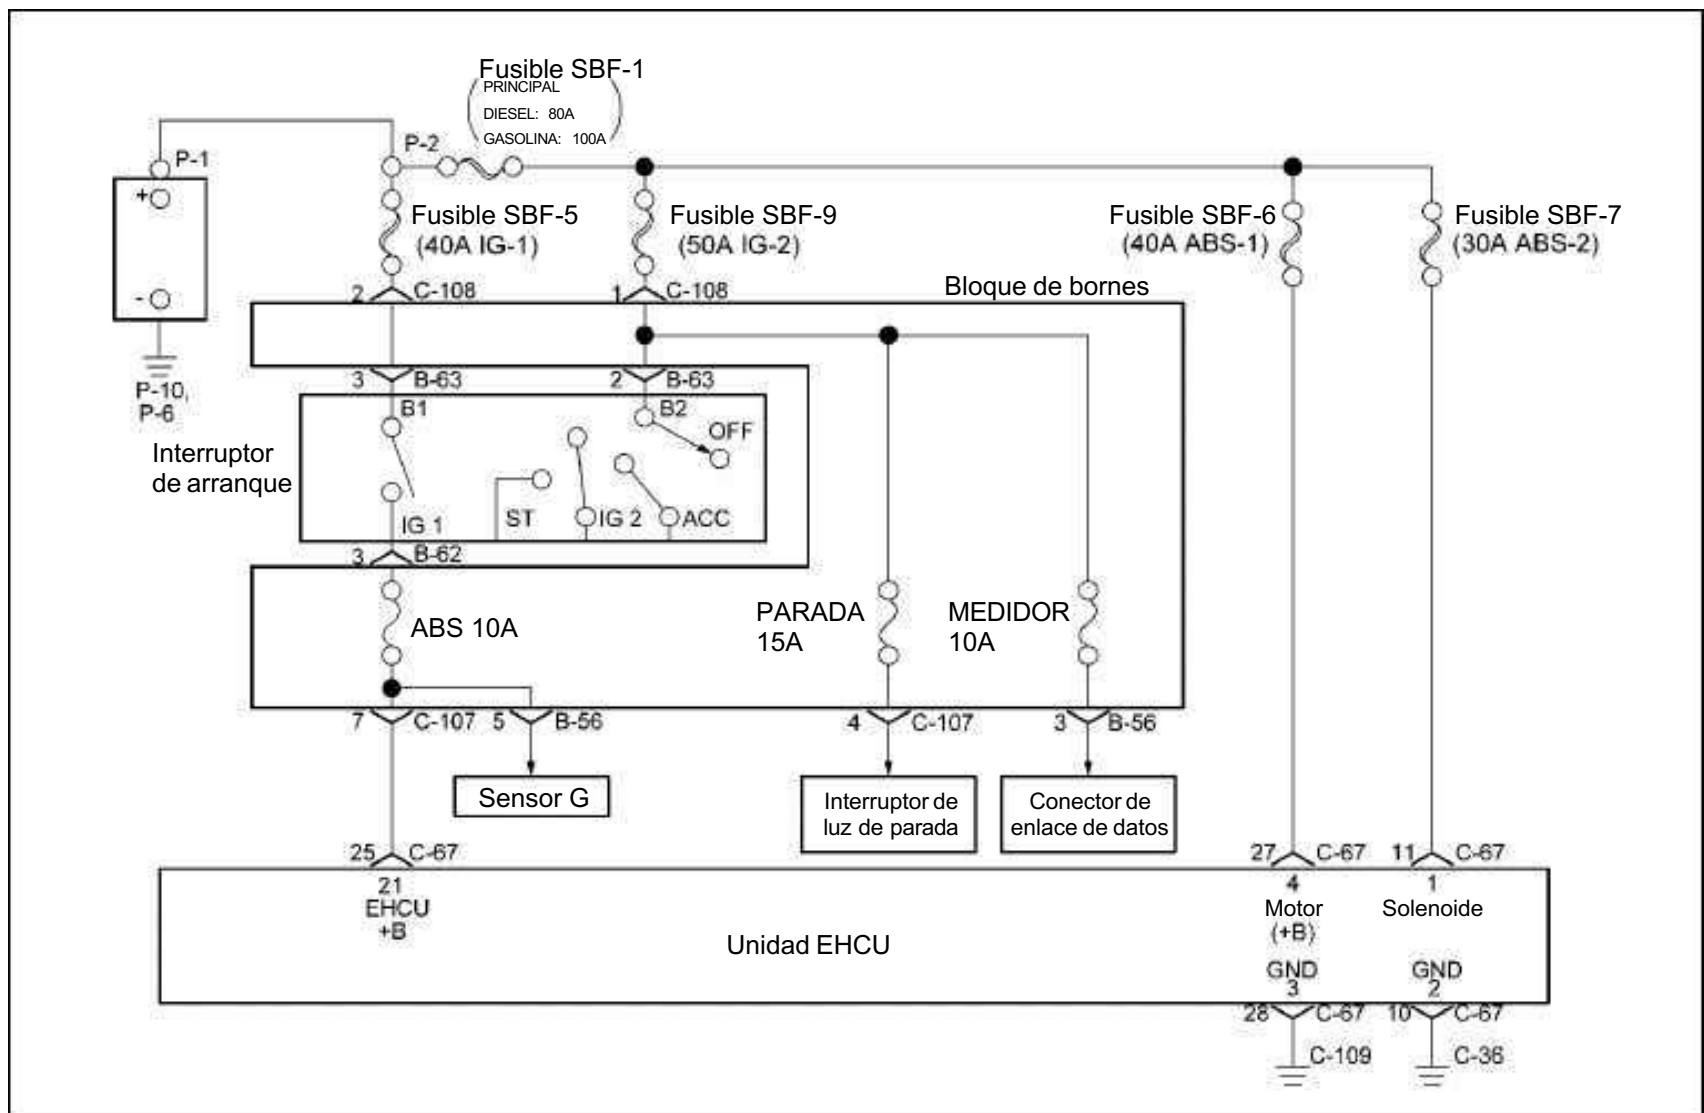 Fusible SBF-1
PRINCIPAL
DIESEL: 80A
GASOLINA: 100A
P-1
P-2
+
-
P-10,
P-6
Fusible SBF-5
(40A IG-1)
Fusible SBF-9
(50A IG-2)
Fusible SBF-6
(40A ABS-1)
Fusible SBF-7
(30A ABS-2)
2 C-108
1 C-108
Bloque de bornes
3 B-63
2 B-63
B1
B2
OFF
Interruptor
de arranque
IG 1
ST
IG 2
ACC
3 B-62
ABS 10A
PARADA
15A
MEDIDOR
10A
7 C-107
5 B-56
4 C-107
3 B-56
Sensor G
Interruptor de
luz de parada
Conector de
enlace de datos
25 C-67
27 C-67
11 C-67
21
EHCU
+B
Unidad EHCU
4
Motor
(+B)
1
Solenoide
GND
3
GND
2
28 C-67
10 C-67
C-109
C-36